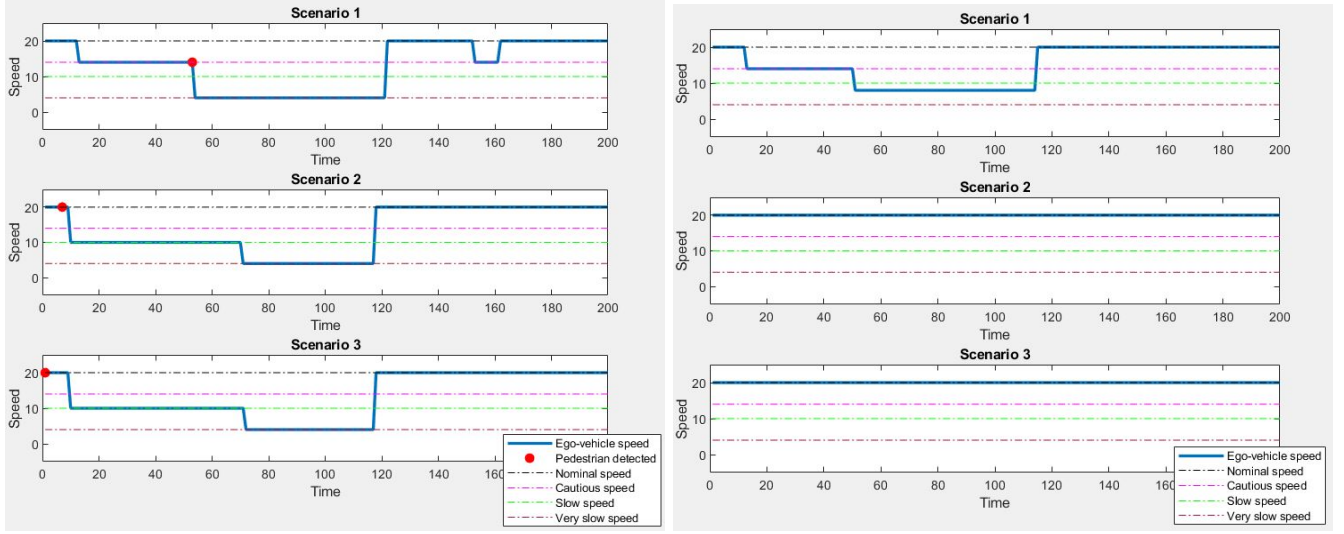 Scenario 1
20
10
0
Speed
0 20 40 60 80 100 120 140 160 180 200
Time
Scenario 2
20
10
0
Speed
0 20 40 60 80 100 120 140 160 180 200
Time
Scenario 3
20
10
0
Speed
0 20 40 60 80 100 120 140 160
Time
Ego-vehicle speed
Pedestrian detected
Nominal speed
Cautious speed
Slow speed
Very slow speed
Scenario 1
20
10
0
Speed
0 20 40 60 80 100 120 140 160 180 200
Time
Scenario 2
20
10
0
Speed
0 20 40 60 80 100 120 140 160 180 200
Time
Scenario 3
20
10
0
Speed
0 20 40 60 80 100 120 140
Time
Ego-vehicle speed
Nominal speed
Cautious speed
Slow speed
Very slow speed